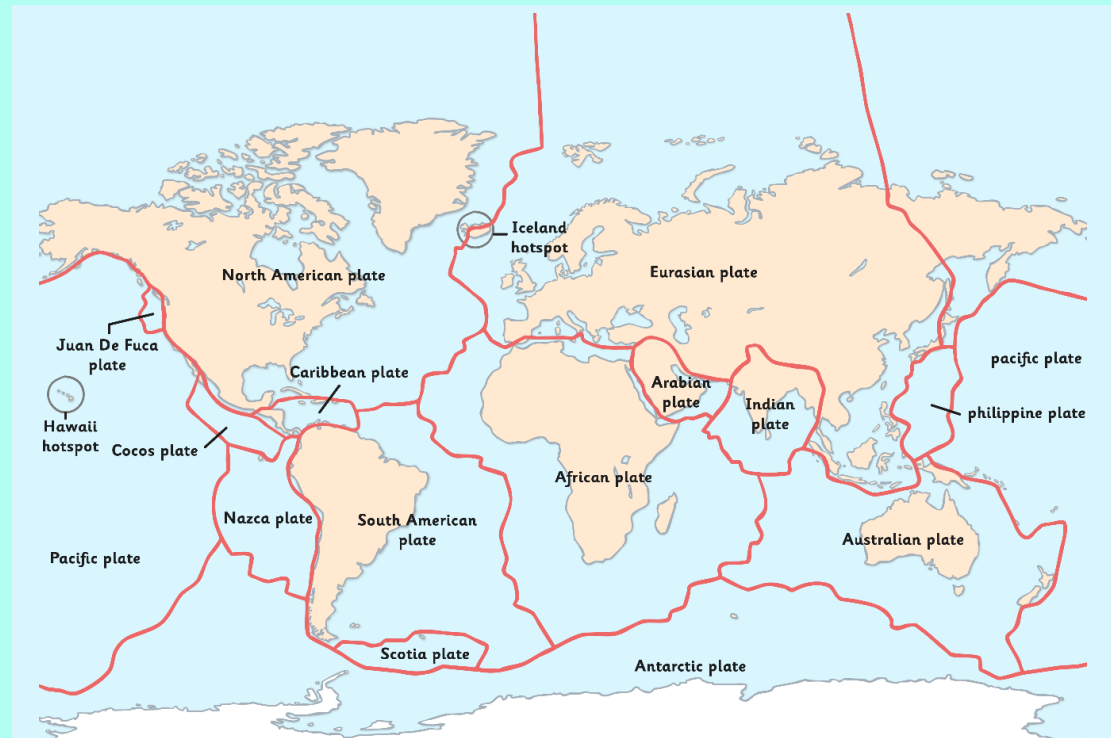 Iceland
hotspot
North American plate
Eurasian plate
Juan De Fuca
plate
pacific plate
Caribbean plate
Arabian
plate
Indian
plate
philippine plate
Hawaii
hotspot
Cocos plate
African plate
Nazca plate
South American
plate
Australian plate
Pacific plate
Scotia plate
Antarctic plate